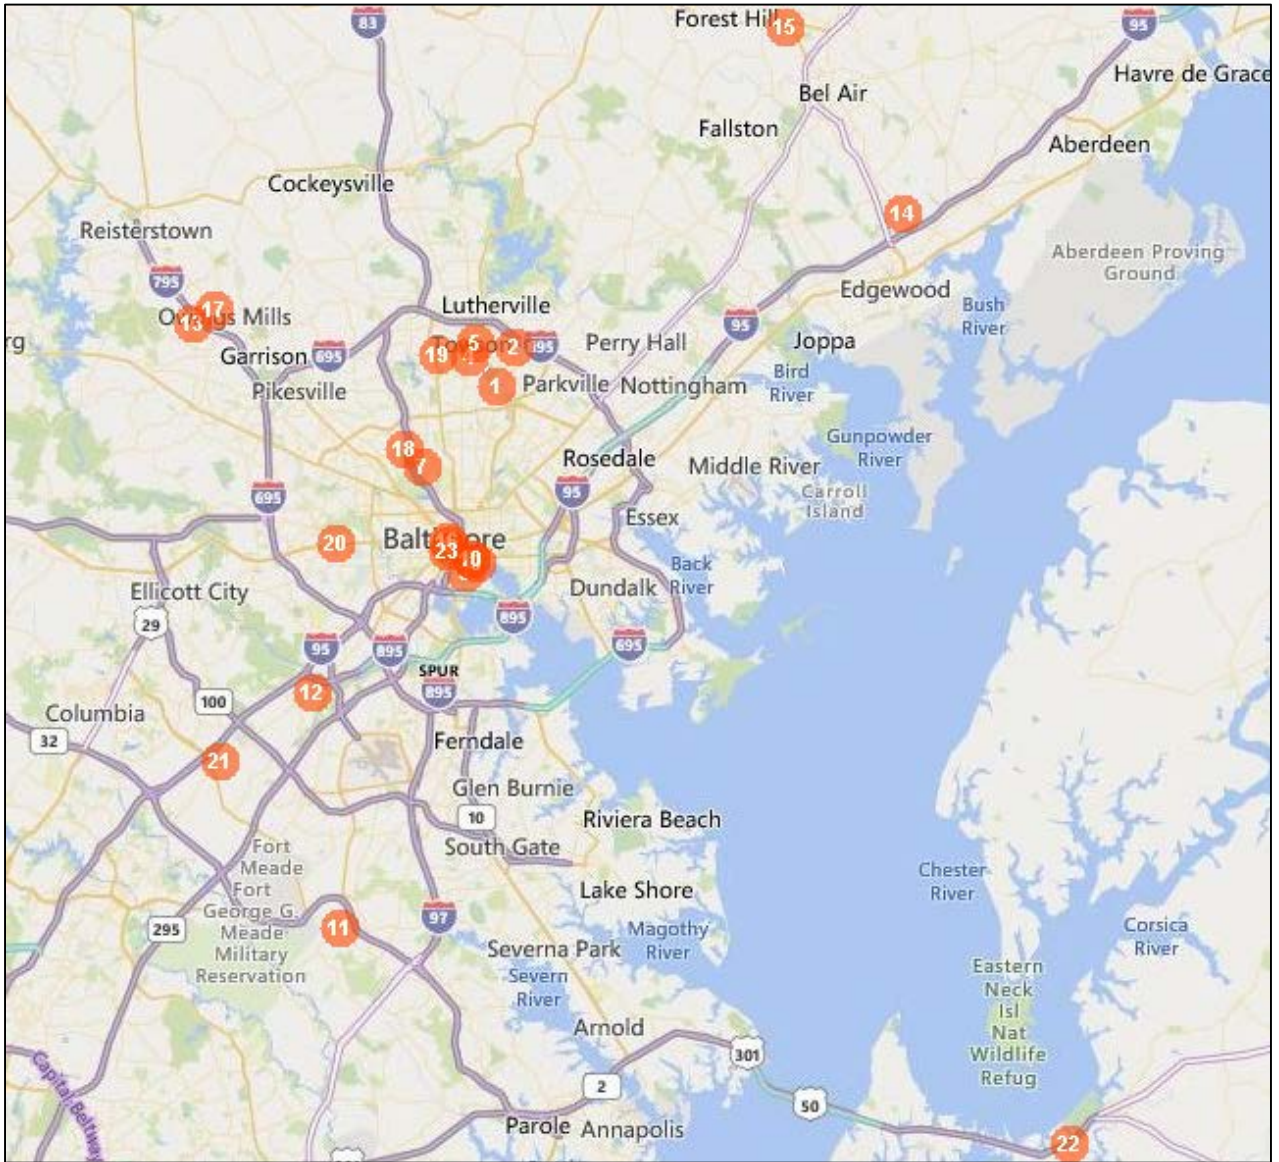 83
Forest Hill
15
95
Havre de Grace
Bel Air
Fallston
Aberdeen
Cockeysville
14
Reisterstown
Aberdeen Proving
Ground
795
Edgewood
Bush
River
17
Lutherville
13
Mills
95
Joppa
rg
5
2
Perry Hall
19
4
Garrison
695
Bird
River
1
Parkville
Nottingham
Pikesville
18
Gunpowder
River
7
Rosedale
Middle River
695
95
Carroll
Island
Essex
20
16
23
10
Back
River
Dundalk
Ellicott City
895
29
95
895
695
SPUR
895
12
100
Columbia
32
Ferndale
21
Glen Burnie
10
Riviera Beach
Fort
Meade
South Gate
Fort
George G.
Meade
Military
Reservation
Lake Shore
Chester
River
295
11
97
Magothy
River
Corsica
River
Severna Park
Severn
River
Eastern
Neck
Isl
Nat
Wildlife
Refug
Arnold
301
2
50
Capital Beltway
Parole
Annapolis
22